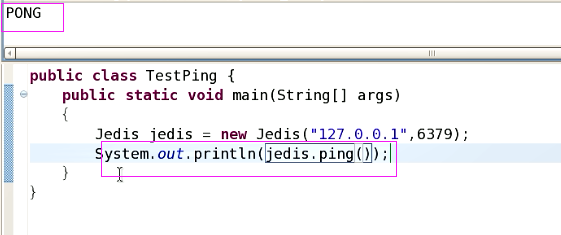 PONG
public class TestPing {
public static void main(String[] args)
{
Jedis jedis = new Jedis("127.0.0.1",6379);
System.out.println(jedis.ping());
}
}